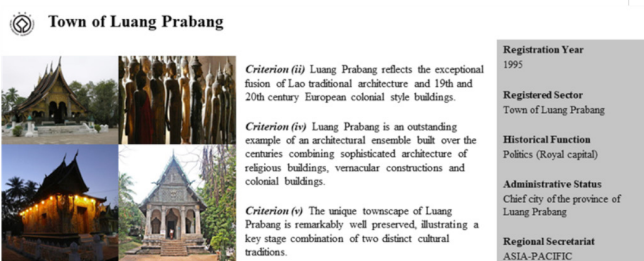 Town of Luang Prabang
Criterion (ii) Luang Prabang reflects the exceptional
fusion of Lao traditional architecture and 19th and
20th century European colonial style buildings.
Criterion (iv) Luang Prabang is an outstanding
example of an architectural ensemble built over the
centuries combining sophisticated architecture of
religious buildings, vernacular constructions and
colonial buildings.
Criterion (v) The unique townscape of Luang
Prabang is remarkably well preserved, illustrating a
key stage combination of two distinct cultural
traditions.
Registration Year
1995
Registered Sector
Town of Luang Prabang
Historical Function
Politics (Royal capital)
Administrative Status
Chief city of the province of
Luang Prabang
Regional Secretariat
ASIA-PACIFIC